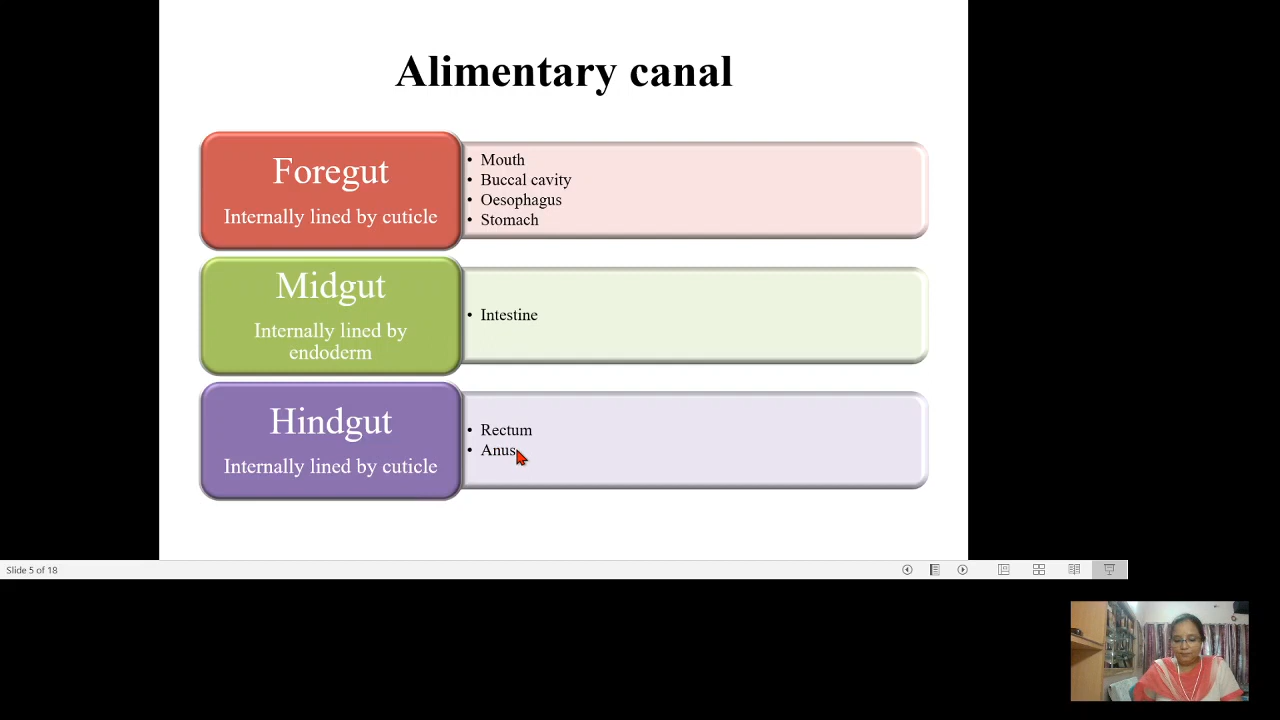 Alimentary canal
Foregut
Internally lined by cuticle
• Mouth
• Buccal cavity
• Oesophagus
• Stomach
Midgut
Internally lined by
endoderm
• Intestine
Hindgut
Internally lined by cuticle
• Rectum
• Anus
Slide 5 of 18